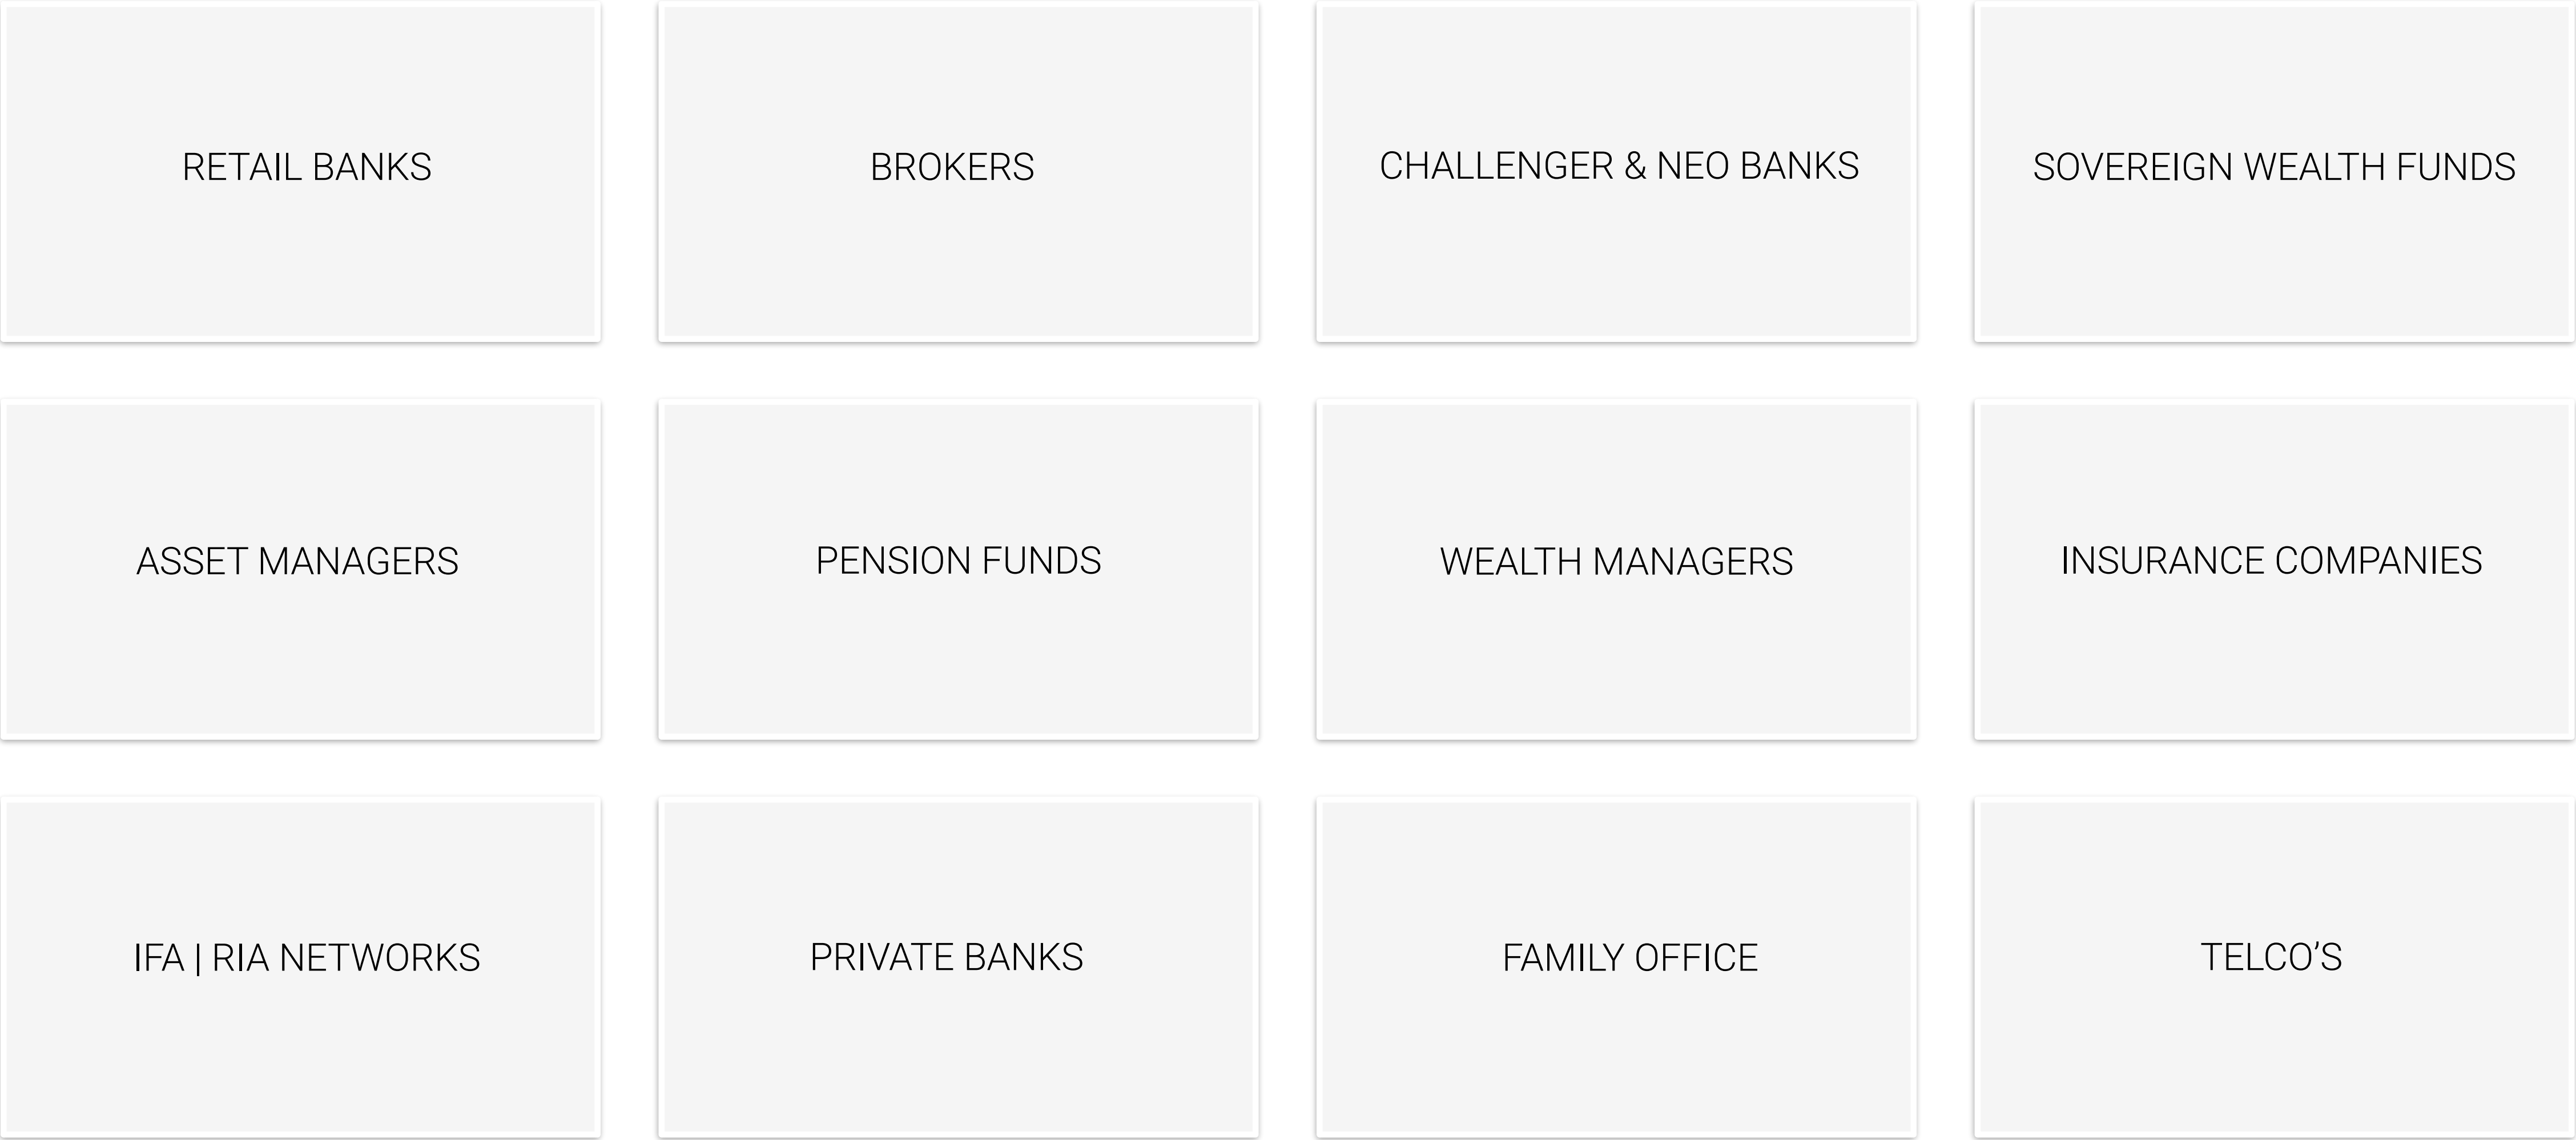 RETAIL BANKS
BROKERS
CHALLENGER & NEO BANKS
SOVEREIGN WEALTH FUNDS
ASSET MANAGERS
PENSION FUNDS
WEALTH MANAGERS
INSURANCE COMPANIES
IFA | RIA NETWORKS
PRIVATE BANKS
FAMILY OFFICE
TELCO’S